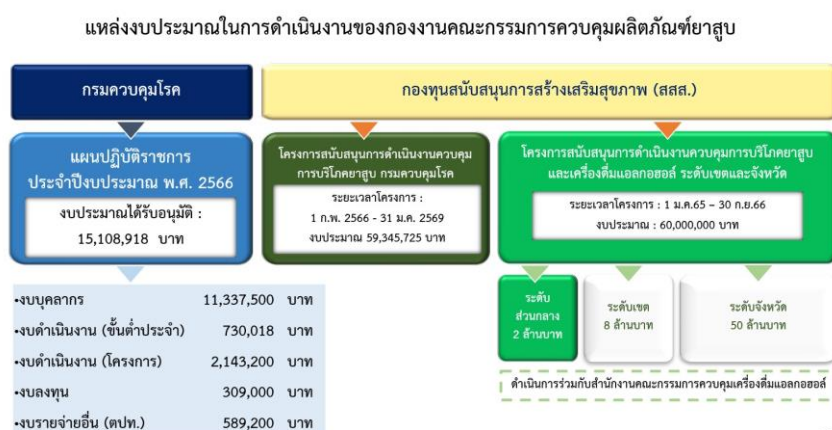 แหล่งงบประมาณในการดำเนินงานของกองงานคณะกรรมการควบคุมผลิตภัณฑ์ยาสูบ
กรมควบคุมโรค
กองทุนสนับสนุนการสร้างเสริมสุขภาพ (สสส.)
แผนปฏิบัติราชการ
ประจำปีงบประมาณ พ.ศ. 2566
งบประมาณได้รับอนุมัติ :
15,108,918 บาท
โครงการสนับสนุนการดำเนินงานควบคุม
การบริโภคยาสูบ กรมควบคุมโรค
ระยะเวลาโครงการ :
1 ก.พ. 2566 - 31 ม.ค. 2569
งบประมาณ 59,345,725 บาท
โครงการสนับสนุนการดำเนินงานควบคุมการบริโภคยาสูบ
และเครื่องดื่มแอลกอฮอล์ ระดับเขตและจังหวัด
ระยะเวลาโครงการ : 1 ม.ค.65 – 30 ก.ย.66
งบประมาณ : 60,000,000 บาท
•งบบุคลากร 11,337,500 บาท
•งบดำเนินงาน (ขั้นต่ำประจำ) 730,018 บาท
•งบดำเนินงาน (โครงการ) 2,143,200 บาท
•งบลงทุน 309,000 บาท
•งบรายจ่ายอื่น (ตปท.) 589,200 บาท
ระดับ
ส่วนกลาง
2 ล้านบาท
ระดับเขต
8 ล้านบาท
ระดับจังหวัด
50 ล้านบาท
ดำเนินการร่วมกับสำนักงานคณะกรรมการควบคุมเครื่องดื่มแอลกอฮอล์